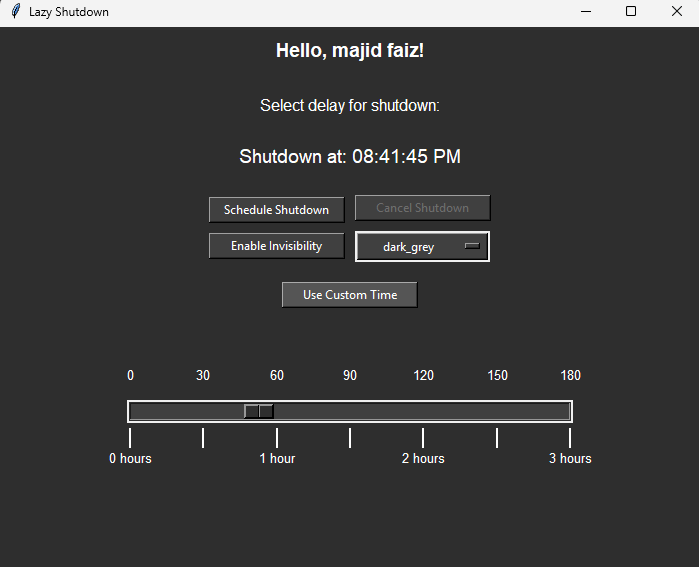 Lazy Shutdown
Hello, majid faiz!
Select delay for shutdown:
Shutdown at: 08:41:45 PM
Schedule Shutdown Cancel Shutdown
Enable Invisibility dark_grey
Use Custom Time
0 30 60 90 120 150 180
0 hours 1 hour 2 hours 3 hours